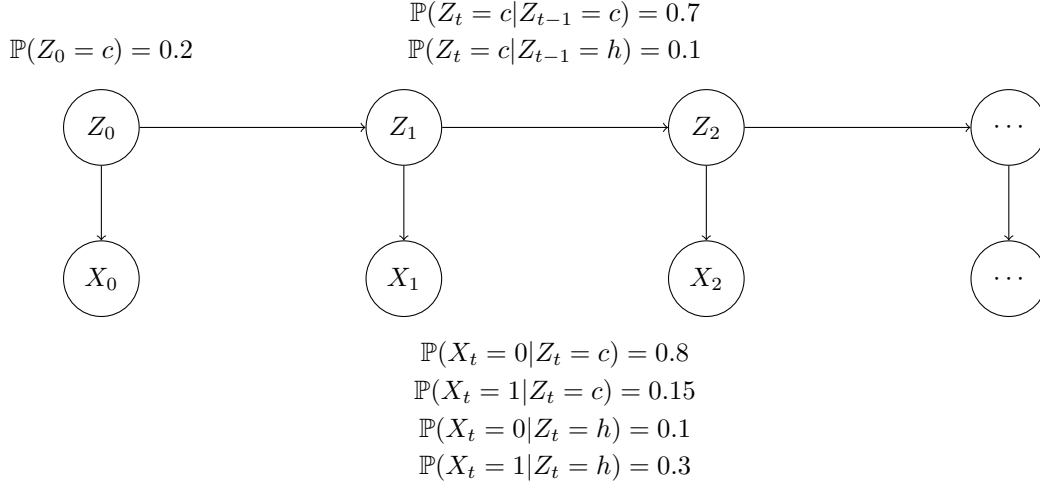 ℙ(Z_t = c|Z_{t−1} = c) = 0.7
ℙ(Z_0 = c) = 0.2
ℙ(Z_t = c|Z_{t−1} = h) = 0.1
Z_0
Z_1
Z_2
⋯
X_0
X_1
X_2
⋯
ℙ(X_t = 0|Z_t = c) = 0.8
ℙ(X_t = 1|Z_t = c) = 0.15
ℙ(X_t = 0|Z_t = h) = 0.1
ℙ(X_t = 1|Z_t = h) = 0.3